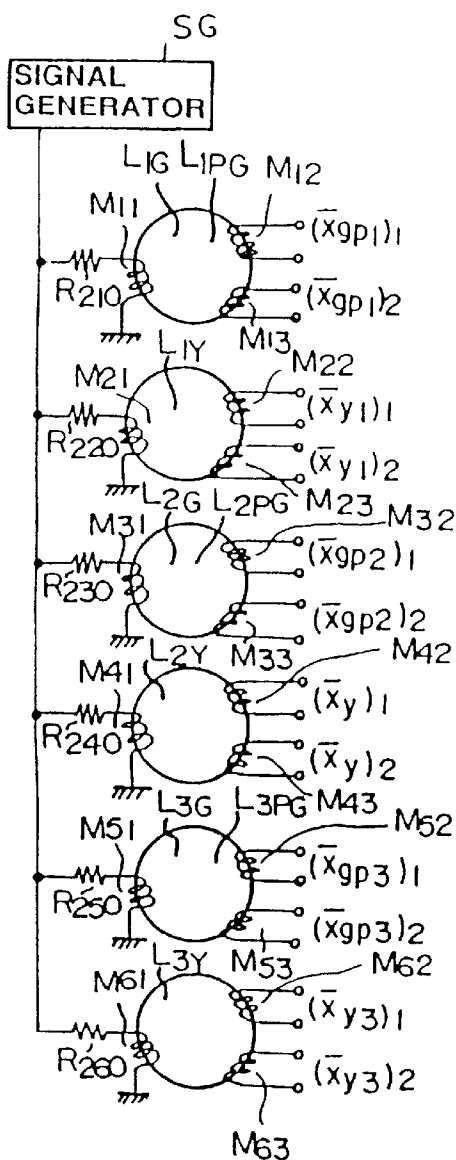 SG
SIGNAL
GENERATOR
L1G L1PG M12
M11 (x̄gp1)1
R210 (x̄gp1)2
M13
L1Y M22
M21 (x̄y1)1
R220 (x̄y1)2
M23
L2G L2PG M32
M31 (x̄gp2)1
R230 (x̄gp2)2
M33
L2Y M42
M41 (x̄y)1
R240 (x̄y)2
M43
L3G L3PG M52
M51 (x̄gp3)1
R250 (x̄gp3)2
M53
L3Y M62
M61 (x̄y3)1
R260 (x̄y3)2
M63